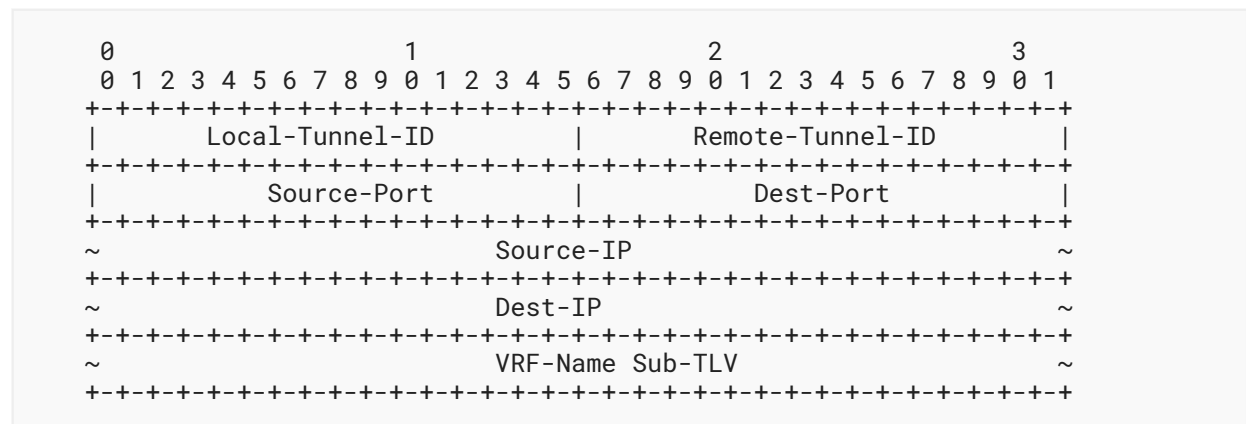 0                   1                   2                   3
 0 1 2 3 4 5 6 7 8 9 0 1 2 3 4 5 6 7 8 9 0 1 2 3 4 5 6 7 8 9 0 1
+-+-+-+-+-+-+-+-+-+-+-+-+-+-+-+-+-+-+-+-+-+-+-+-+-+-+-+-+-+-+-+-+
|       Local-Tunnel-ID         |       Remote-Tunnel-ID        |
+-+-+-+-+-+-+-+-+-+-+-+-+-+-+-+-+-+-+-+-+-+-+-+-+-+-+-+-+-+-+-+-+
|           Source-Port         |           Dest-Port           |
+-+-+-+-+-+-+-+-+-+-+-+-+-+-+-+-+-+-+-+-+-+-+-+-+-+-+-+-+-+-+-+-+
~                          Source-IP                            ~
+-+-+-+-+-+-+-+-+-+-+-+-+-+-+-+-+-+-+-+-+-+-+-+-+-+-+-+-+-+-+-+-+
~                          Dest-IP                              ~
+-+-+-+-+-+-+-+-+-+-+-+-+-+-+-+-+-+-+-+-+-+-+-+-+-+-+-+-+-+-+-+-+
~                          VRF-Name Sub-TLV                     ~
+-+-+-+-+-+-+-+-+-+-+-+-+-+-+-+-+-+-+-+-+-+-+-+-+-+-+-+-+-+-+-+-+